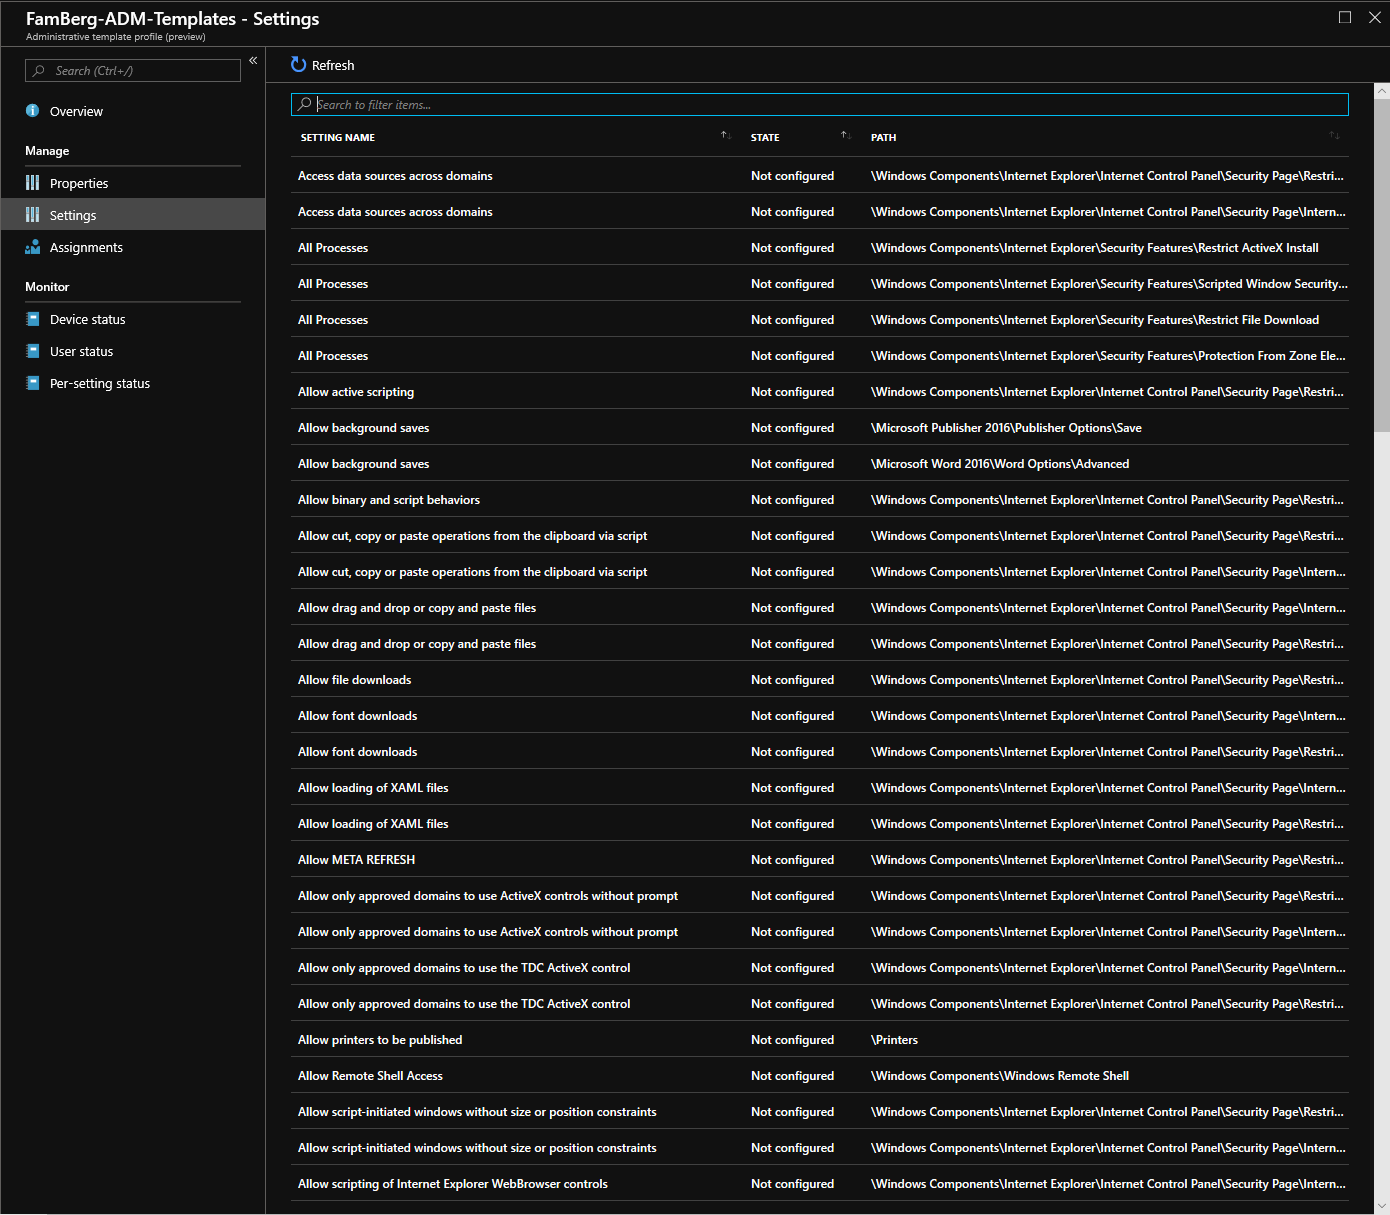 FamBerg-ADM-Templates - Settings
Administrative template profile (preview)
Search (Ctrl+/)
«
Overview
Manage
Properties
Settings
Assignments
Monitor
Device status
User status
Per-setting status
Refresh
Search to filter items...
SETTING NAME STATE PATH
Access data sources across domains Not configured \Windows Components\Internet Explorer\Internet Control Panel\Security Page\Restri...
Access data sources across domains Not configured \Windows Components\Internet Explorer\Internet Control Panel\Security Page\Intern...
All Processes Not configured \Windows Components\Internet Explorer\Security Features\Restrict ActiveX Install
All Processes Not configured \Windows Components\Internet Explorer\Security Features\Scripted Window Security...
All Processes Not configured \Windows Components\Internet Explorer\Security Features\Restrict File Download
All Processes Not configured \Windows Components\Internet Explorer\Security Features\Protection From Zone Ele...
Allow active scripting Not configured \Windows Components\Internet Explorer\Internet Control Panel\Security Page\Restri...
Allow background saves Not configured \Microsoft Publisher 2016\Publisher Options\Save
Allow background saves Not configured \Microsoft Word 2016\Word Options\Advanced
Allow binary and script behaviors Not configured \Windows Components\Internet Explorer\Internet Control Panel\Security Page\Restri...
Allow cut, copy or paste operations from the clipboard via script Not configured \Windows Components\Internet Explorer\Internet Control Panel\Security Page\Restri...
Allow cut, copy or paste operations from the clipboard via script Not configured \Windows Components\Internet Explorer\Internet Control Panel\Security Page\Intern...
Allow drag and drop or copy and paste files Not configured \Windows Components\Internet Explorer\Internet Control Panel\Security Page\Intern...
Allow drag and drop or copy and paste files Not configured \Windows Components\Internet Explorer\Internet Control Panel\Security Page\Restri...
Allow file downloads Not configured \Windows Components\Internet Explorer\Internet Control Panel\Security Page\Restri...
Allow font downloads Not configured \Windows Components\Internet Explorer\Internet Control Panel\Security Page\Intern...
Allow font downloads Not configured \Windows Components\Internet Explorer\Internet Control Panel\Security Page\Restri...
Allow loading of XAML files Not configured \Windows Components\Internet Explorer\Internet Control Panel\Security Page\Intern...
Allow loading of XAML files Not configured \Windows Components\Internet Explorer\Internet Control Panel\Security Page\Restri...
Allow META REFRESH Not configured \Windows Components\Internet Explorer\Internet Control Panel\Security Page\Restri...
Allow only approved domains to use ActiveX controls without prompt Not configured \Windows Components\Internet Explorer\Internet Control Panel\Security Page\Restri...
Allow only approved domains to use ActiveX controls without prompt Not configured \Windows Components\Internet Explorer\Internet Control Panel\Security Page\Intern...
Allow only approved domains to use the TDC ActiveX control Not configured \Windows Components\Internet Explorer\Internet Control Panel\Security Page\Intern...
Allow only approved domains to use the TDC ActiveX control Not configured \Windows Components\Internet Explorer\Internet Control Panel\Security Page\Restri...
Allow printers to be published Not configured \Printers
Allow Remote Shell Access Not configured \Windows Components\Windows Remote Shell
Allow script-initiated windows without size or position constraints Not configured \Windows Components\Internet Explorer\Internet Control Panel\Security Page\Restri...
Allow script-initiated windows without size or position constraints Not configured \Windows Components\Internet Explorer\Internet Control Panel\Security Page\Intern...
Allow scripting of Internet Explorer WebBrowser controls Not configured \Windows Components\Internet Explorer\Internet Control Panel\Security Page\Intern...